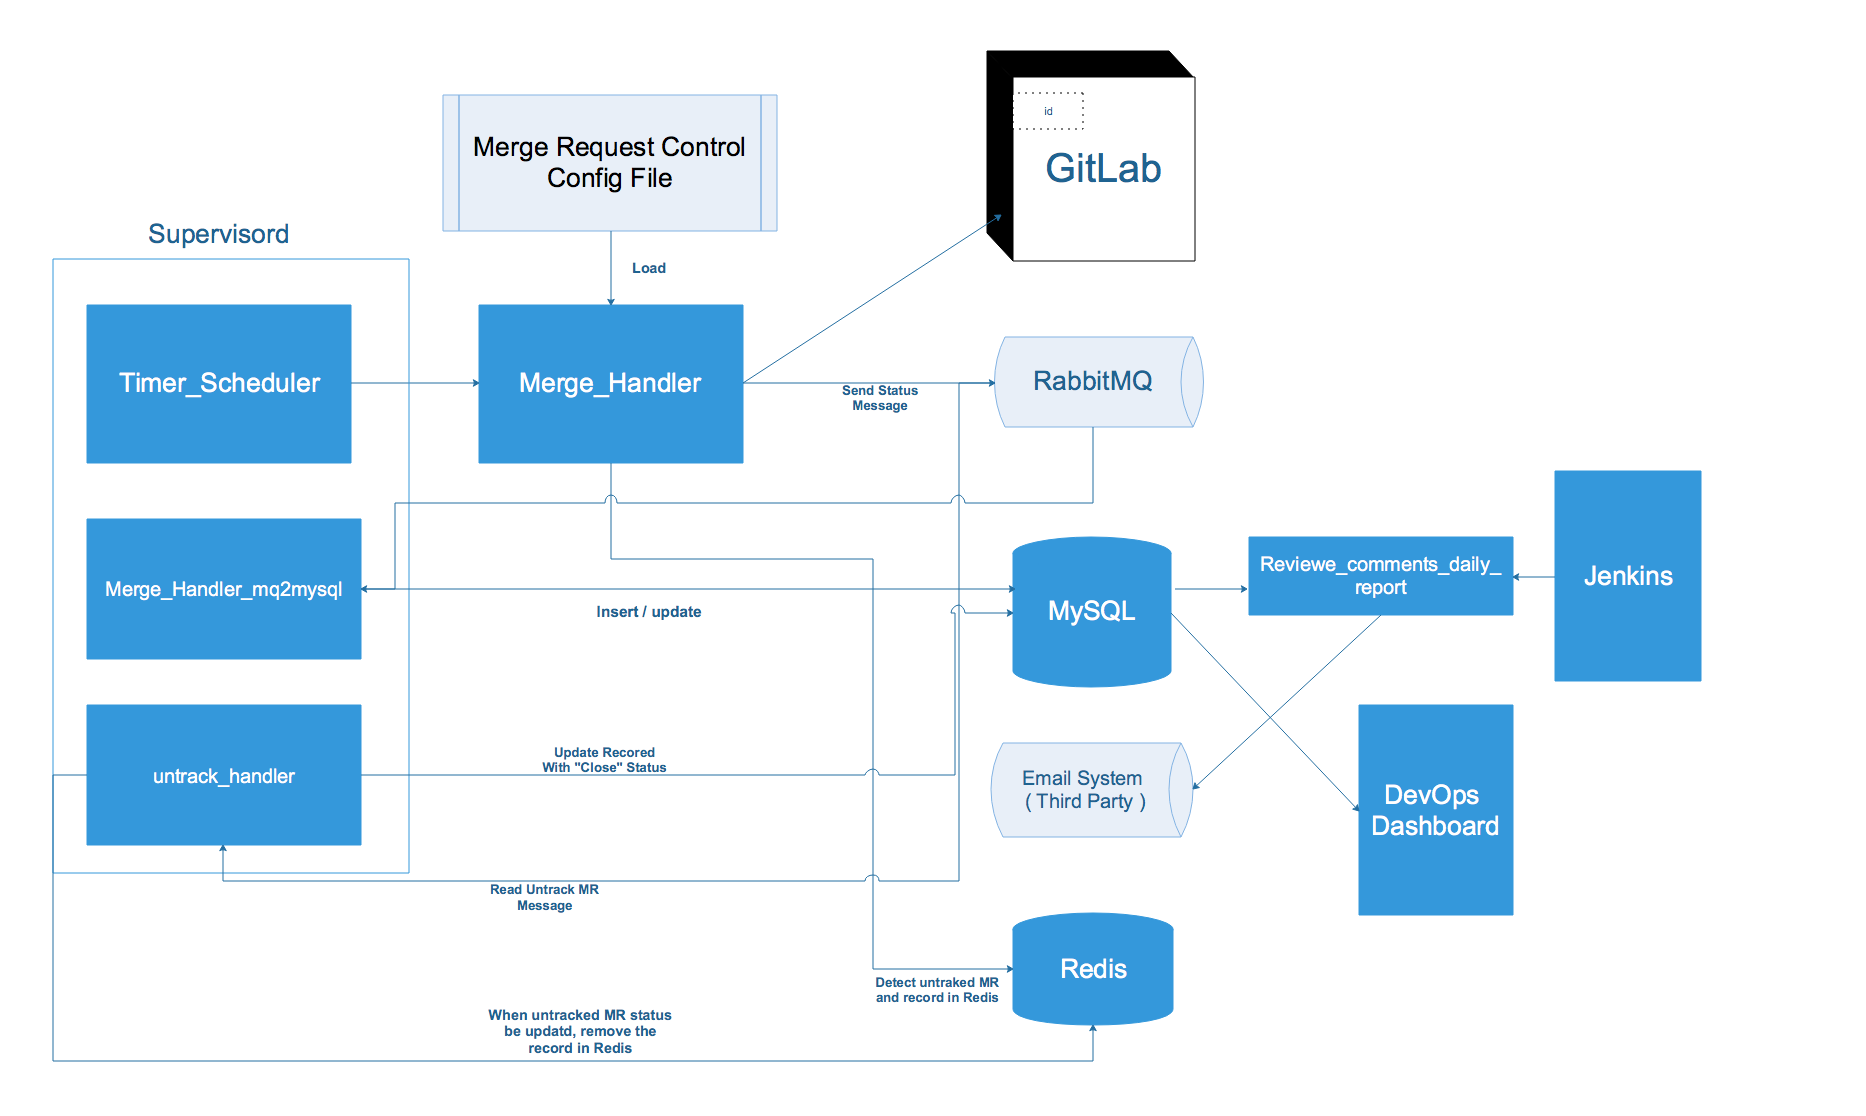 id
GitLab
Merge Request Control
Config File
Supervisord
Load
Timer_Scheduler
Merge_Handler
Send Status
Message
RabbitMQ
Merge_Handler_mq2mysql
Insert / update
MySQL
Reviewe_comments_daily_
report
Jenkins
untrack_handler
Update Recored
With "Close" Status
Email System
( Third Party )
DevOps
Dashboard
Read Untrack MR
Message
Redis
Detect untraked MR
and record in Redis
When untracked MR status
be updatd, remove the
record in Redis